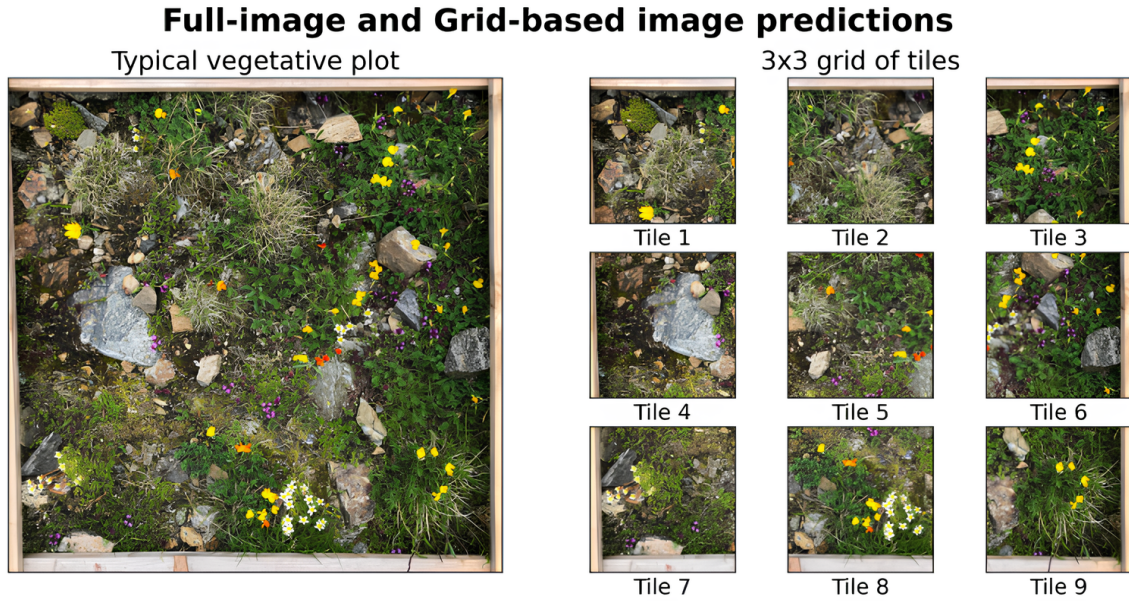 Full-image and Grid-based image predictions
Typical vegetative plot
3x3 grid of tiles
Tile 1
Tile 2
Tile 3
Tile 4
Tile 5
Tile 6
Tile 7
Tile 8
Tile 9